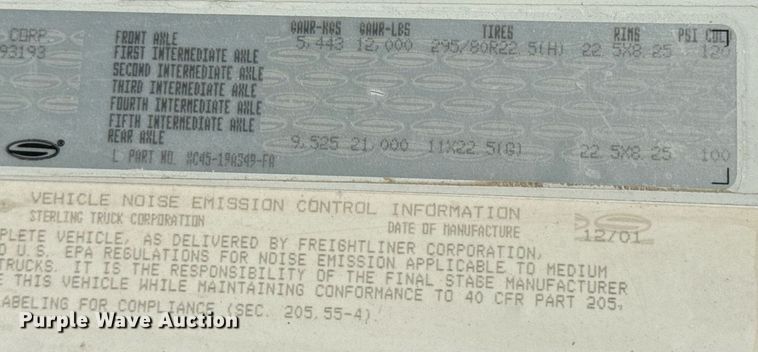 CORP. GAWR-KGS GAWR-LBS TIRES RIMS PSI COLD
93193 FRONT AXLE 5,443 12,000 295/80R22.5(H) 22.5X8.25 120
FIRST INTERMEDIATE AXLE
SECOND INTERMEDIATE AXLE
THIRD INTERMEDIATE AXLE
FOURTH INTERMEDIATE AXLE
FIFTH INTERMEDIATE AXLE
REAR AXLE 9,525 21,000 11X22.5(G) 22.5X8.25 100
L PART NO. XC45-19A549-FA
VEHICLE NOISE EMISSION CONTROL INFORMATION
STERLING TRUCK CORPORATION DATE OF MANUFACTURE 12/01
PLETE VEHICLE, AS DELIVERED BY FREIGHTLINER CORPORATION,
D U.S. EPA REGULATIONS FOR NOISE EMISSION APPLICABLE TO MEDIUM
TRUCKS. IT IS THE RESPONSIBILITY OF THE FINAL STAGE MANUFACTURER
E THIS VEHICLE WHILE MAINTAINING CONFORMANCE TO 40 CFR PART 205,
ABELING FOR COMPLIANCE (SEC. 205.55-4).
Purple Wave Auction